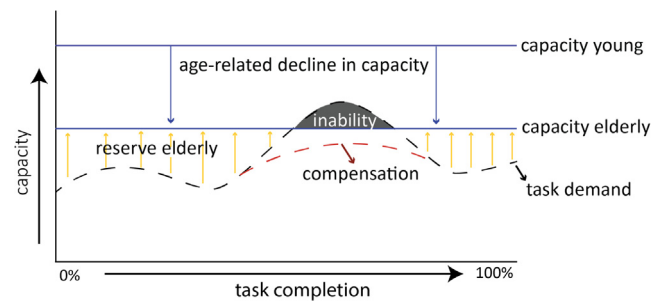 capacity young
age-related decline in capacity
inability
capacity elderly
reserve elderly
compensation
task demand
capacity
0%
100%
task completion